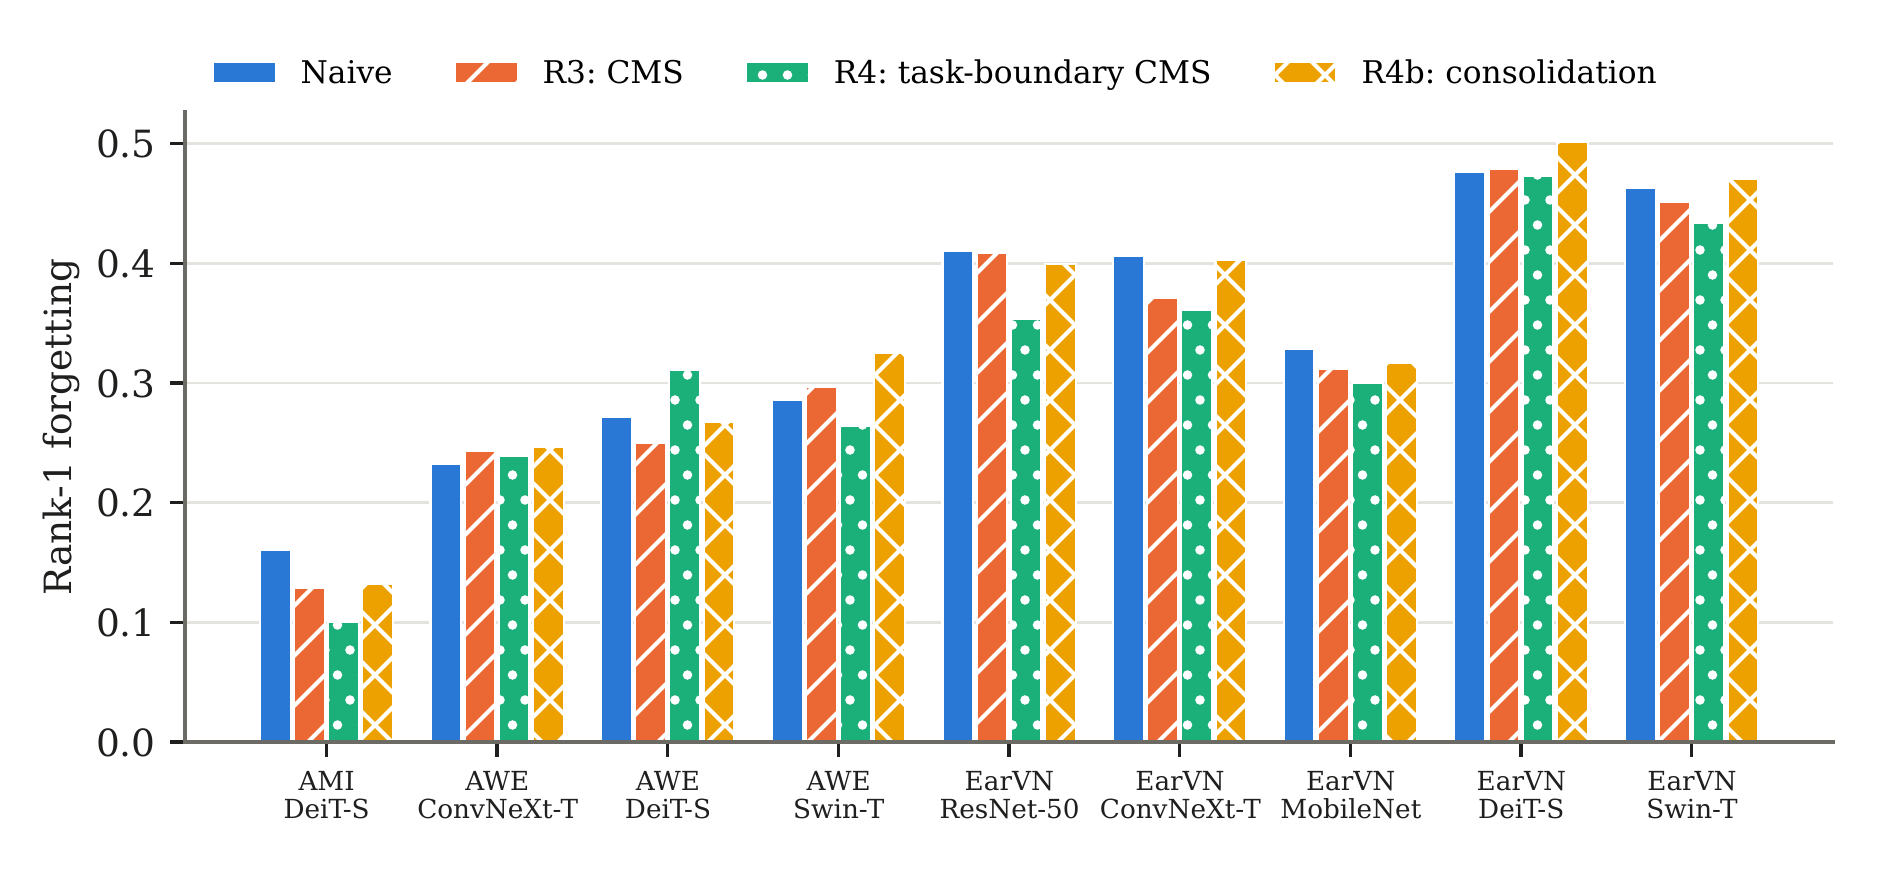 Naive R3: CMS R4: task-boundary CMS R4b: consolidation
Rank-1 forgetting
0.5
0.4
0.3
0.2
0.1
0.0
AMI
DeiT-S
AWE
ConvNeXt-T
AWE
DeiT-S
AWE
Swin-T
EarVN
ResNet-50
EarVN
ConvNeXt-T
EarVN
MobileNet
EarVN
DeiT-S
EarVN
Swin-T